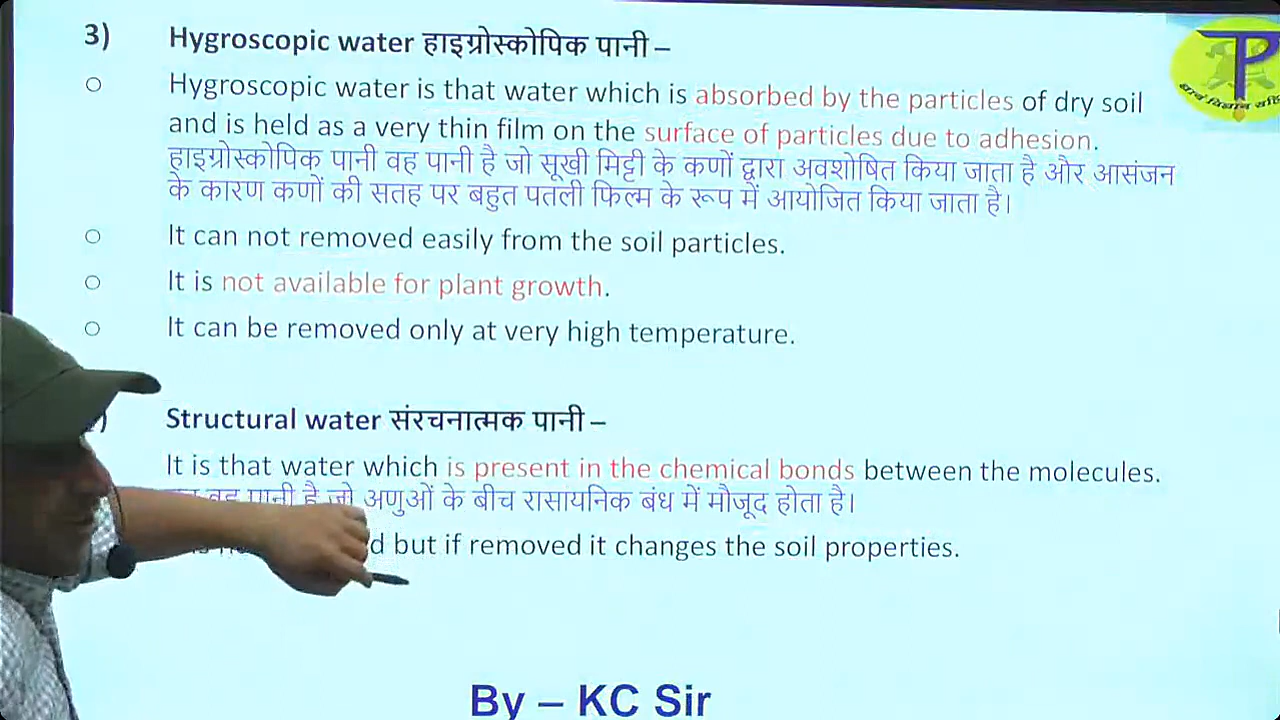 3) Hygroscopic water हाइग्रोस्कोपिक पानी –
○ Hygroscopic water is that water which is absorbed by the particles of dry soil
and is held as a very thin film on the surface of particles due to adhesion.
हाइग्रोस्कोपिक पानी वह पानी है जो सूखी मिट्टी के कणों द्वारा अवशोषित किया जाता है और आसंजन
के कारण कणों की सतह पर बहुत पतली फिल्म के रूप में आयोजित किया जाता है।
○ It can not removed easily from the soil particles.
○ It is not available for plant growth.
○ It can be removed only at very high temperature.
) Structural water संरचनात्मक पानी –
It is that water which is present in the chemical bonds between the molecules.
वह पानी है जो अणुओं के बीच रासायनिक बंध में मौजूद होता है।
but if removed it changes the soil properties.
By – KC Sir